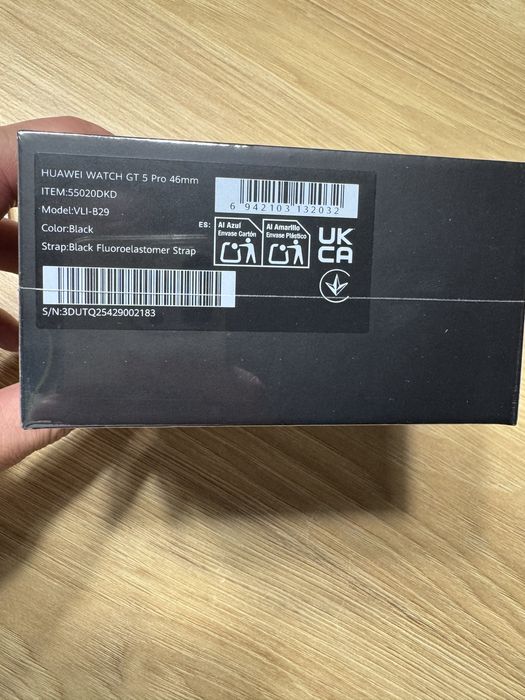 HUAWEI WATCH GT 5 Pro 46mm
ITEM:55020DKD
Model:VLI-B29
Color:Black
Strap:Black Fluoroelastomer Strap
S/N:3DUTQ25429002183
6 942103 132032
ES:
Al Azul
Envase Cartón
Al Amarillo
Envase Plástico
UK
CA